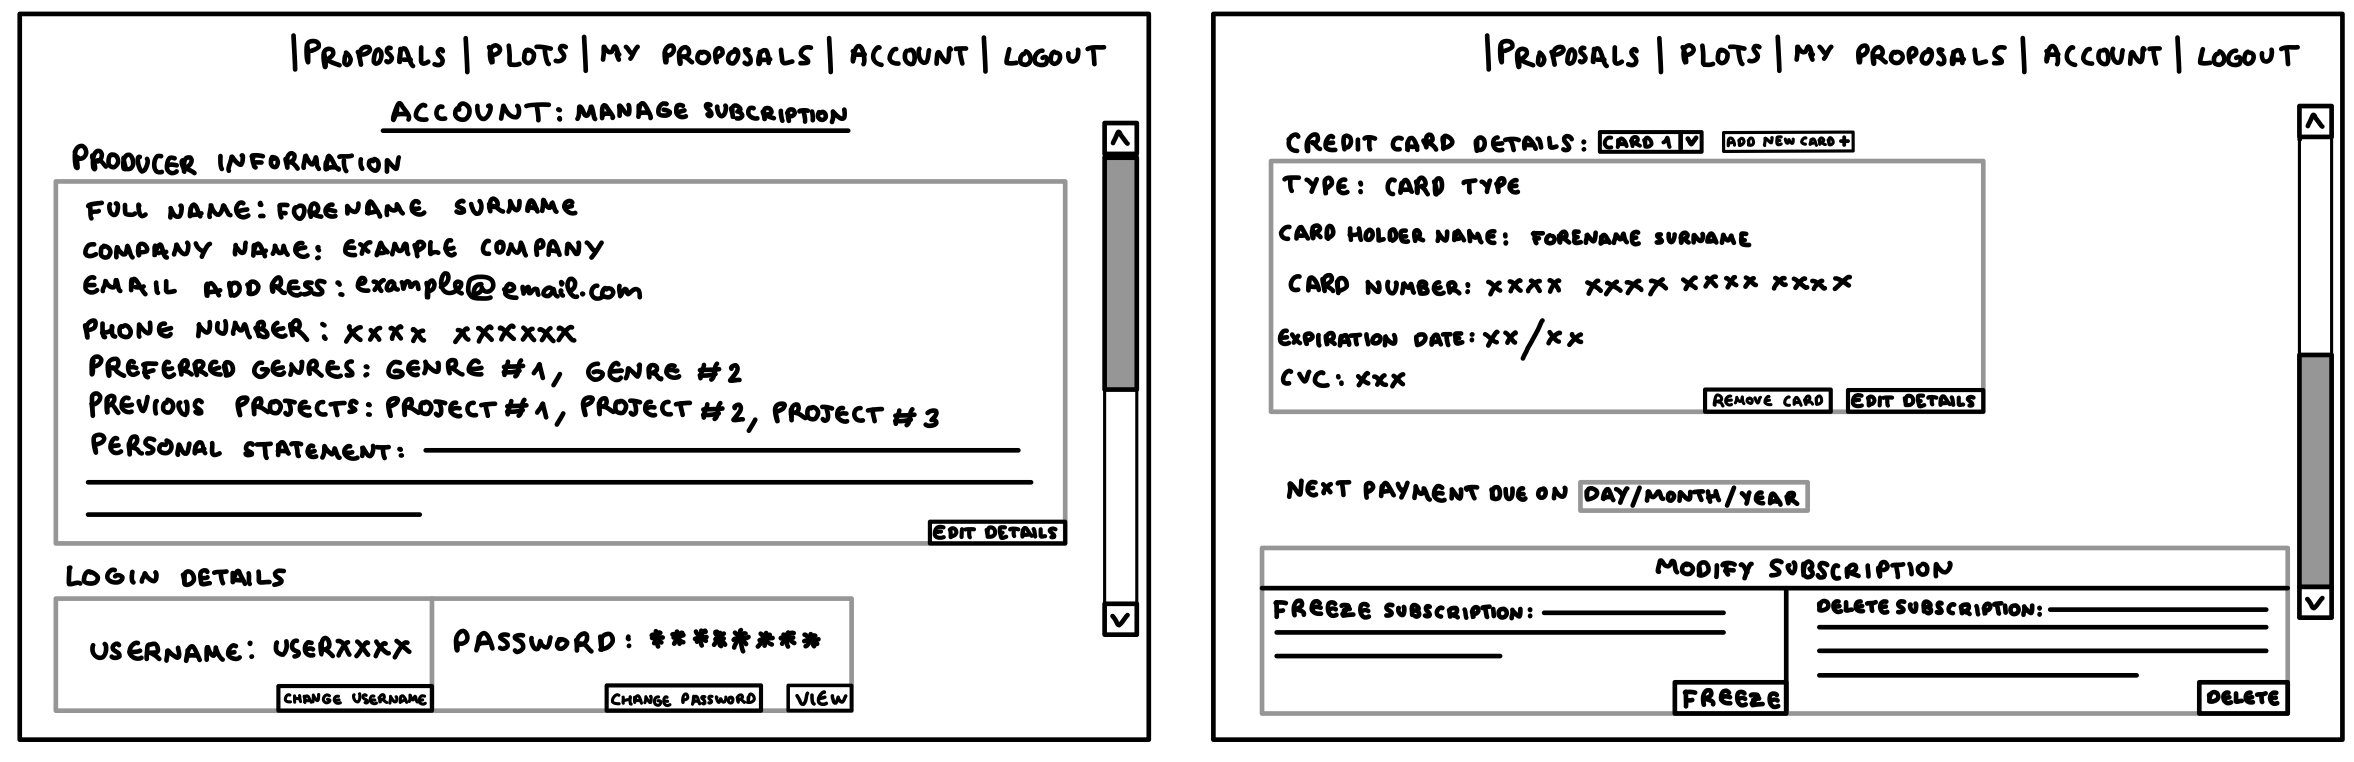 |PROPOSALS | PLOTS | MY PROPOSALS | ACCOUNT | LOGOUT
ACCOUNT: MANAGE SUBCRIPTION
PRODUCER INFORMATION
FULL NAME: FORENAME SURNAME
COMPANY NAME: EXAMPLE COMPANY
EMAIL ADDRESS: example@email.com
PHONE NUMBER: XXXX XXXXXX
PREFERRED GENRES: GENRE #1, GENRE #2
PREVIOUS PROJECTS: PROJECT #1, PROJECT #2, PROJECT #3
PERSONAL STATEMENT:
EDIT DETAILS
LOGIN DETAILS
USERNAME: USERXXXX
PASSWORD: ********
CHANGE USERNAME
CHANGE PASSWORD
VIEW
|PROPOSALS | PLOTS | MY PROPOSALS | ACCOUNT | LOGOUT
CREDIT CARD DETAILS: CARD 1 ADD NEW CARD +
TYPE: CARD TYPE
CARD HOLDER NAME: FORENAME SURNAME
CARD NUMBER: XXXX XXXX XXXX XXXX
EXPIRATION DATE: XX/XX
CVC: XXX
REMOVE CARD
EDIT DETAILS
NEXT PAYMENT DUE ON DAY/MONTH/YEAR
MODIFY SUBSCRIPTION
FREEZE SUBSCRIPTION:
FREEZE
DELETE SUBSCRIPTION:
DELETE